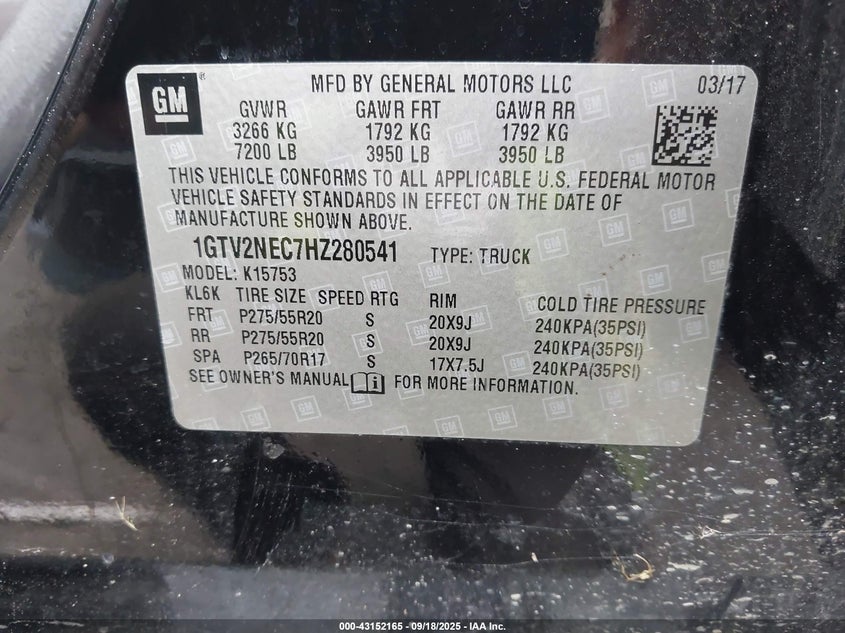 GM
MFD BY GENERAL MOTORS LLC 03/17
GVWR GAWR FRT GAWR RR
3266 KG 1792 KG 1792 KG
7200 LB 3950 LB 3950 LB
THIS VEHICLE CONFORMS TO ALL APPLICABLE U.S. FEDERAL MOTOR
VEHICLE SAFETY STANDARDS IN EFFECT ON THE DATE OF
MANUFACTURE SHOWN ABOVE.
1GTV2NEC7HZ280541 TYPE: TRUCK
MODEL: K15753
KL6K TIRE SIZE SPEED RTG RIM COLD TIRE PRESSURE
FRT P275/55R20 S 20X9J 240KPA(35PSI)
RR P275/55R20 S 20X9J 240KPA(35PSI)
SPA P265/70R17 S 17X7.5J 240KPA(35PSI)
SEE OWNER'S MANUAL FOR MORE INFORMATION.
000-43152165 - 09/18/2025 - IAA Inc.